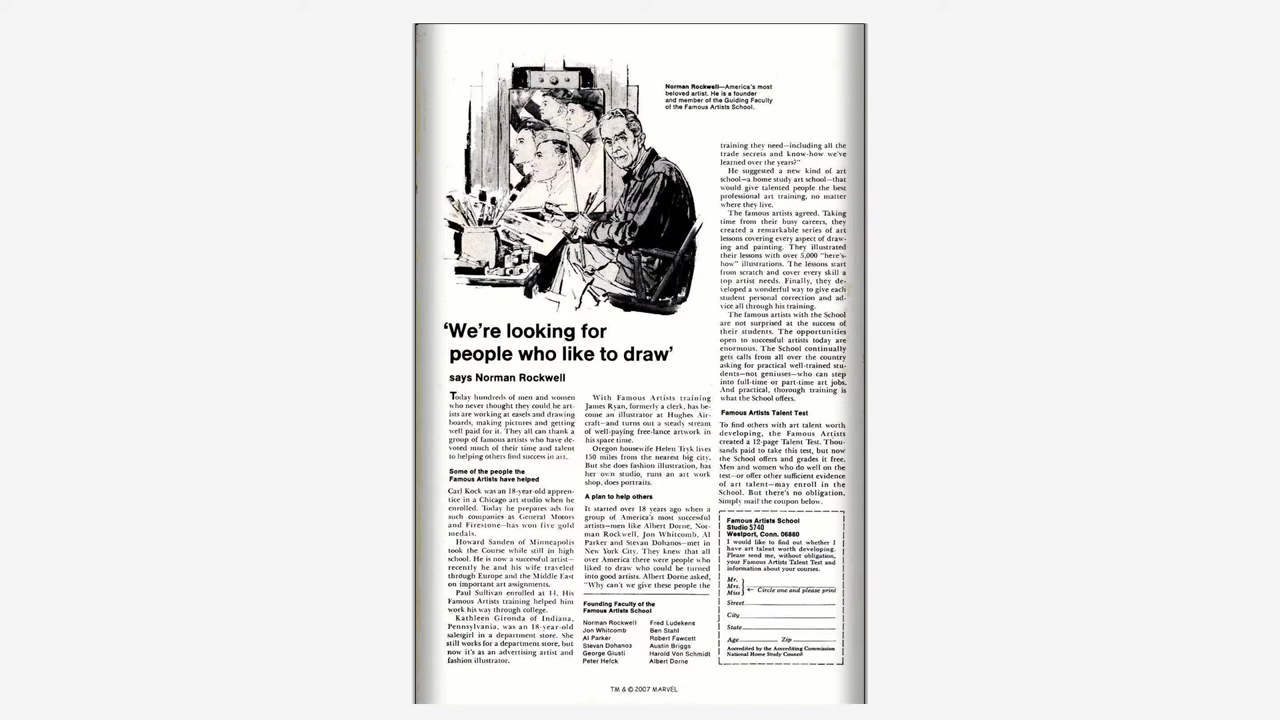 Norman Rockwell—America's most
beloved artist. He is a founder
and member of the Guiding Faculty
of the Famous Artists School.
'We're looking for
people who like to draw'
says Norman Rockwell
Today hundreds of men and women
who never thought they could be art-
ists are working at easels and drawing
boards, making pictures and getting
well paid for it. They all can thank a
group of famous artists who have de-
voted much of their time and talent
to helping others find success in art.
Some of the people the
Famous Artists have helped
Carl Kock was an 18-year-old appren-
tice in a Chicago art studio when he
enrolled. Today he prepares ads for
such companies as General Motors
and Firestone—has won five gold
medals.
Howard Sanden of Minneapolis
took the Course while still in high
school. He is now a successful artist—
recently he and his wife traveled
through Europe and the Middle East
on important art assignments.
Paul Sullivan enrolled at 14. His
Famous Artists training helped him
work his way through college.
Kathleen Gironda of Indiana,
Pennsylvania, was an 18-year-old
salesgirl in a department store. She
still works for a department store, but
now it's as an advertising artist and
fashion illustrator.
With Famous Artists training
James Ryan, formerly a clerk, has be-
come an illustrator at Hughes Air-
craft—and turns out a steady stream
of well-paying free-lance artwork in
his spare time.
Oregon housewife Helen Tryk lives
150 miles from the nearest big city.
But she does fashion illustration, has
her own studio, runs an art work
shop, does portraits.
A plan to help others
It started over 18 years ago when a
group of America's most successful
artists—men like Albert Dorne, Nor-
man Rockwell, Jon Whitcomb, Al
Parker and Stevan Dohanos—met in
New York City. They knew that all
over America there were people who
liked to draw who could be turned
into good artists. Albert Dorne asked,
"Why can't we give these people the
Founding Faculty of the
Famous Artists School
Norman Rockwell
Jon Whitcomb
Al Parker
Stevan Dohanos
George Giusti
Peter Helck
Fred Ludekens
Ben Stahl
Robert Fawcett
Austin Briggs
Harold Von Schmidt
Albert Dorne
training they need—including all the
trade secrets and know-how we've
learned over the years?"
He suggested a new kind of art
school—a home study art school—that
would give talented people the best
professional art training, no matter
where they live.
The famous artists agreed. Taking
time from their busy careers, they
created a remarkable series of art
lessons covering every aspect of draw-
ing and painting. They illustrated
their lessons with over 5,000 "here's-
how" illustrations. The lessons start
from scratch and cover every skill a
top artist needs. Finally, they de-
veloped a wonderful way to give each
student personal correction and ad-
vice all through his training.
The famous artists with the School
are not surprised at the success of
their students. The opportunities
open to successful artists today are
enormous. The School continually
gets calls from all over the country
asking for practical well-trained stu-
dents—not geniuses—who can step
into full-time or part-time art jobs.
And practical, thorough training is
what the School offers.
Famous Artists Talent Test
To find others with art talent worth
developing, the Famous Artists
created a 12-page Talent Test. Thou-
sands paid to take this test, but now
the School offers and grades it free.
Men and women who do well on the
test—or offer other sufficient evidence
of art talent—may enroll in the
School. But there's no obligation.
Simply mail the coupon below.
Famous Artists School
Studio 5740
Westport, Conn. 06880
I would like to find out whether I
have art talent worth developing.
Please send me, without obligation,
your Famous Artists Talent Test and
information about your courses.
Mr.
Mrs. ← Circle one and please print
Miss
Street
City
State
Age Zip
Accredited by the Accrediting Commission
National Home Study Council
TM & © 2007 MARVEL